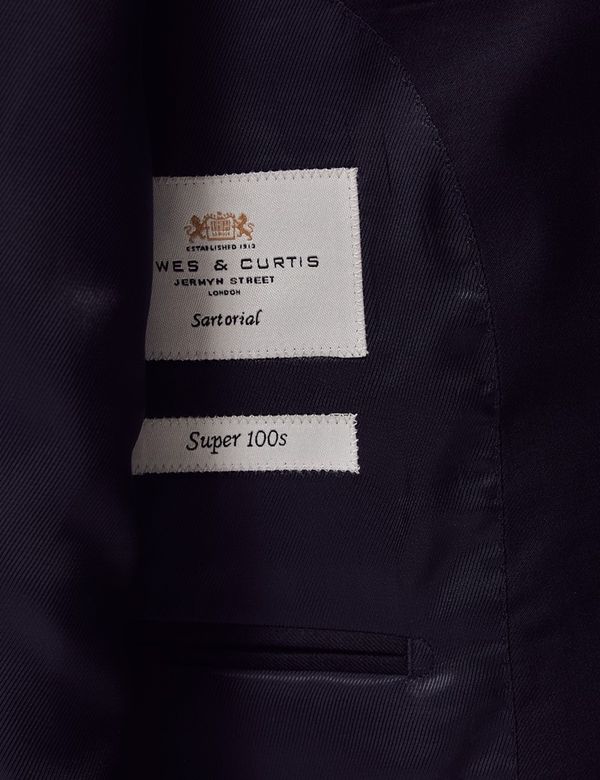 ESTABLISHED 1913
WES & CURTIS
JERMYN STREET
LONDON
Sartorial
Super 100s